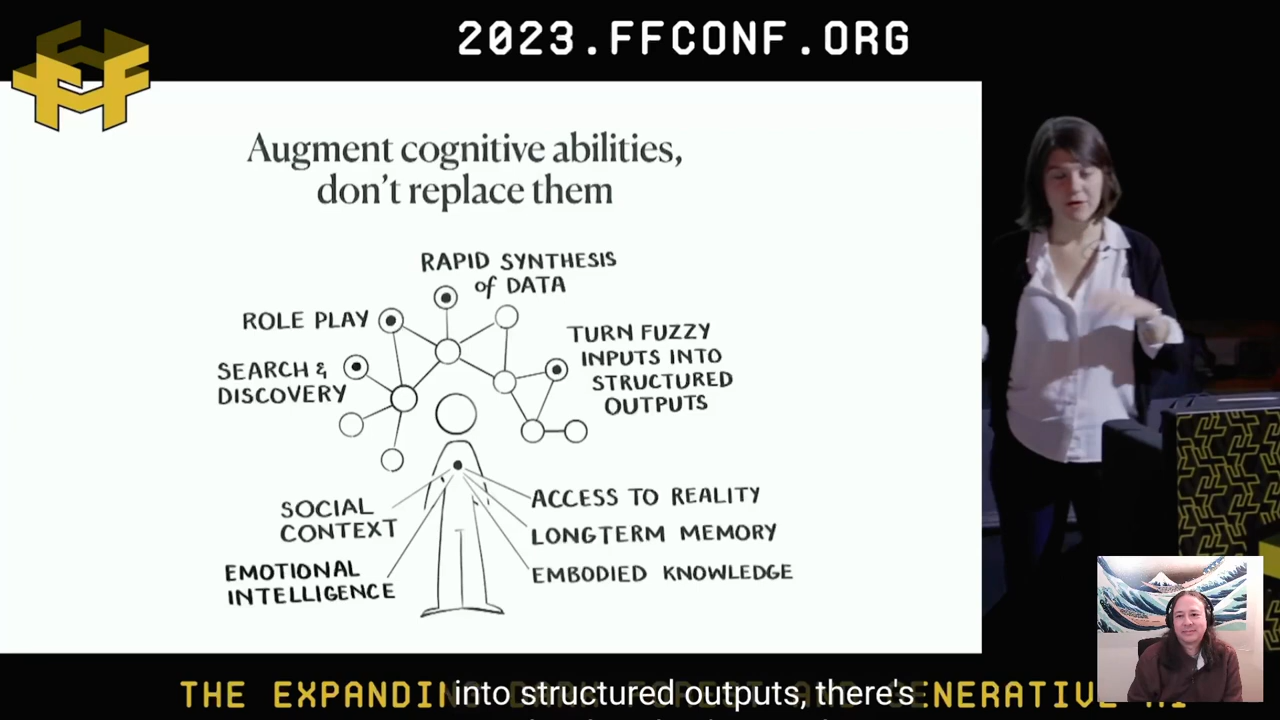 2023.FFCONF.ORG
Augment cognitive abilities,
don't replace them
RAPID SYNTHESIS
of DATA
ROLE PLAY
SEARCH &
DISCOVERY
TURN FUZZY
INPUTS INTO
STRUCTURED
OUTPUTS
SOCIAL
CONTEXT
EMOTIONAL
INTELLIGENCE
ACCESS TO REALITY
LONGTERM MEMORY
EMBODIED KNOWLEDGE
THE EXPANDIN
into structured outputs, there's